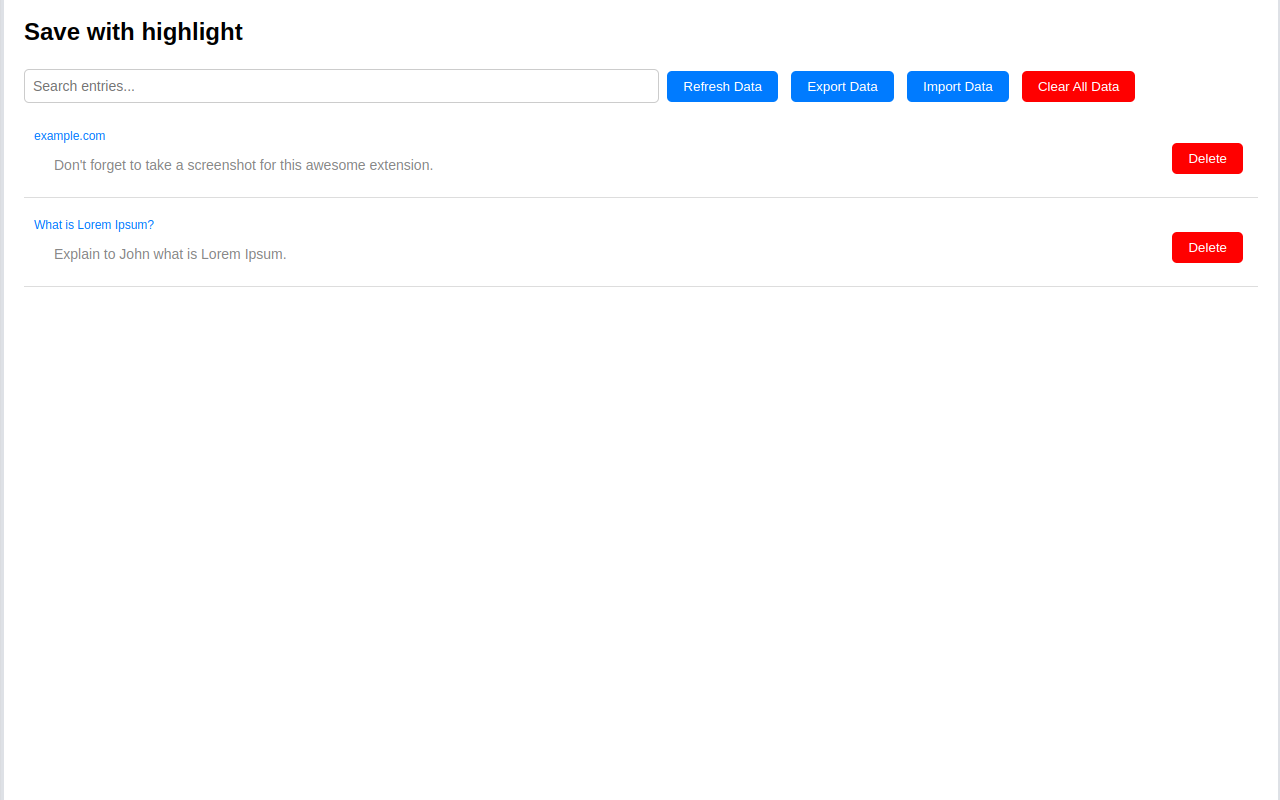 Save with highlight
Search entries... Refresh Data Export Data Import Data Clear All Data
example.com
Don't forget to take a screenshot for this awesome extension. Delete
What is Lorem Ipsum?
Explain to John what is Lorem Ipsum. Delete